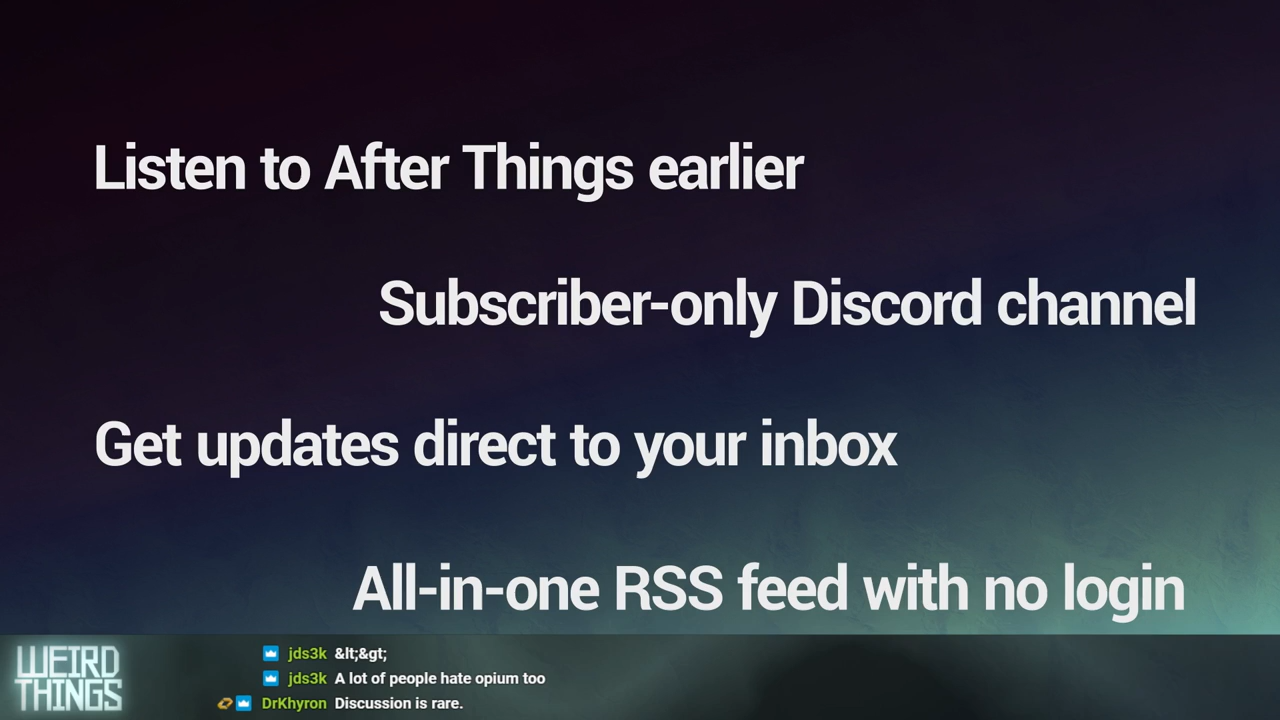 Listen to After Things earlier
Subscriber-only Discord channel
Get updates direct to your inbox
All-in-one RSS feed with no login
WEIRD
THINGS
jds3k &lt;&gt;
jds3k A lot of people hate opium too
DrKhyron Discussion is rare.